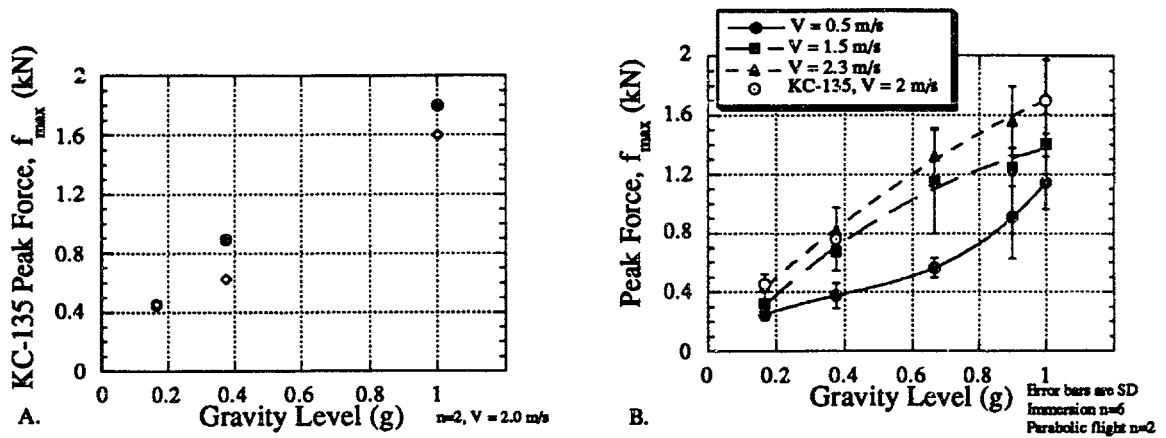 KC-135 Peak Force, f_max (kN)
2
1.6
1.2
0.8
0.4
0
0 0.2 0.4 0.6 0.8 1
Gravity Level (g)
n=2, V = 2.0 m/s
A.
V = 0.5 m/s
V = 1.5 m/s
V = 2.3 m/s
KC-135, V = 2 m/s
Peak Force, f_max (kN)
2
1.6
1.2
0.8
0.4
0
0 0.2 0.4 0.6 0.8 1
Gravity Level (g)
B.
Error bars are SD
Immersion n=6
Parabolic flight n=2